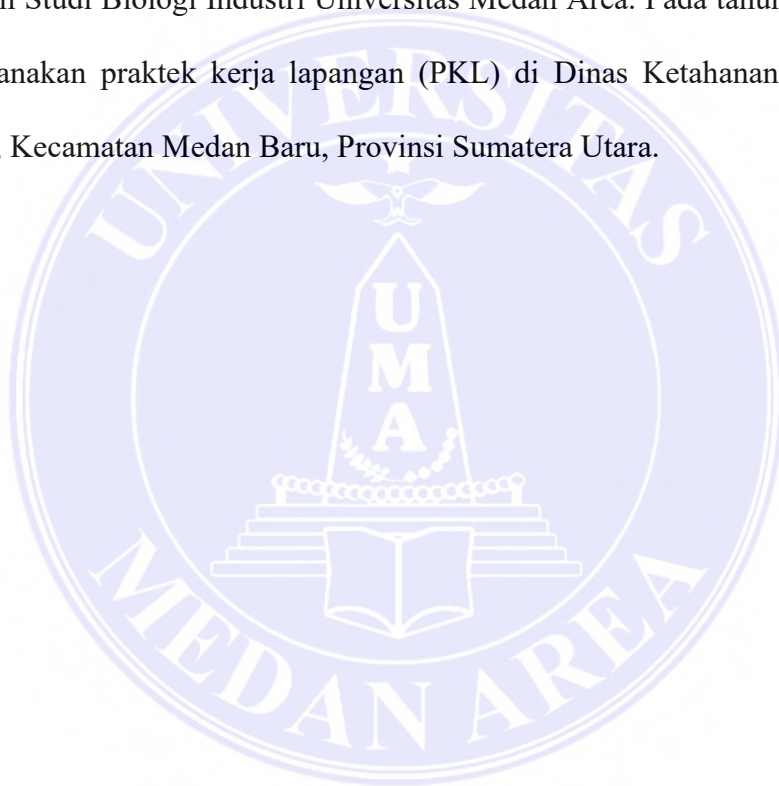 Studi Biologi Industri Universitas Medan Area. Pada tahun
anakan praktek kerja lapangan (PKL) di Dinas Ketahanan
, Kecamatan Medan Baru, Provinsi Sumatera Utara.
UNIVERSITAS
U
M
A
MEDAN AREA